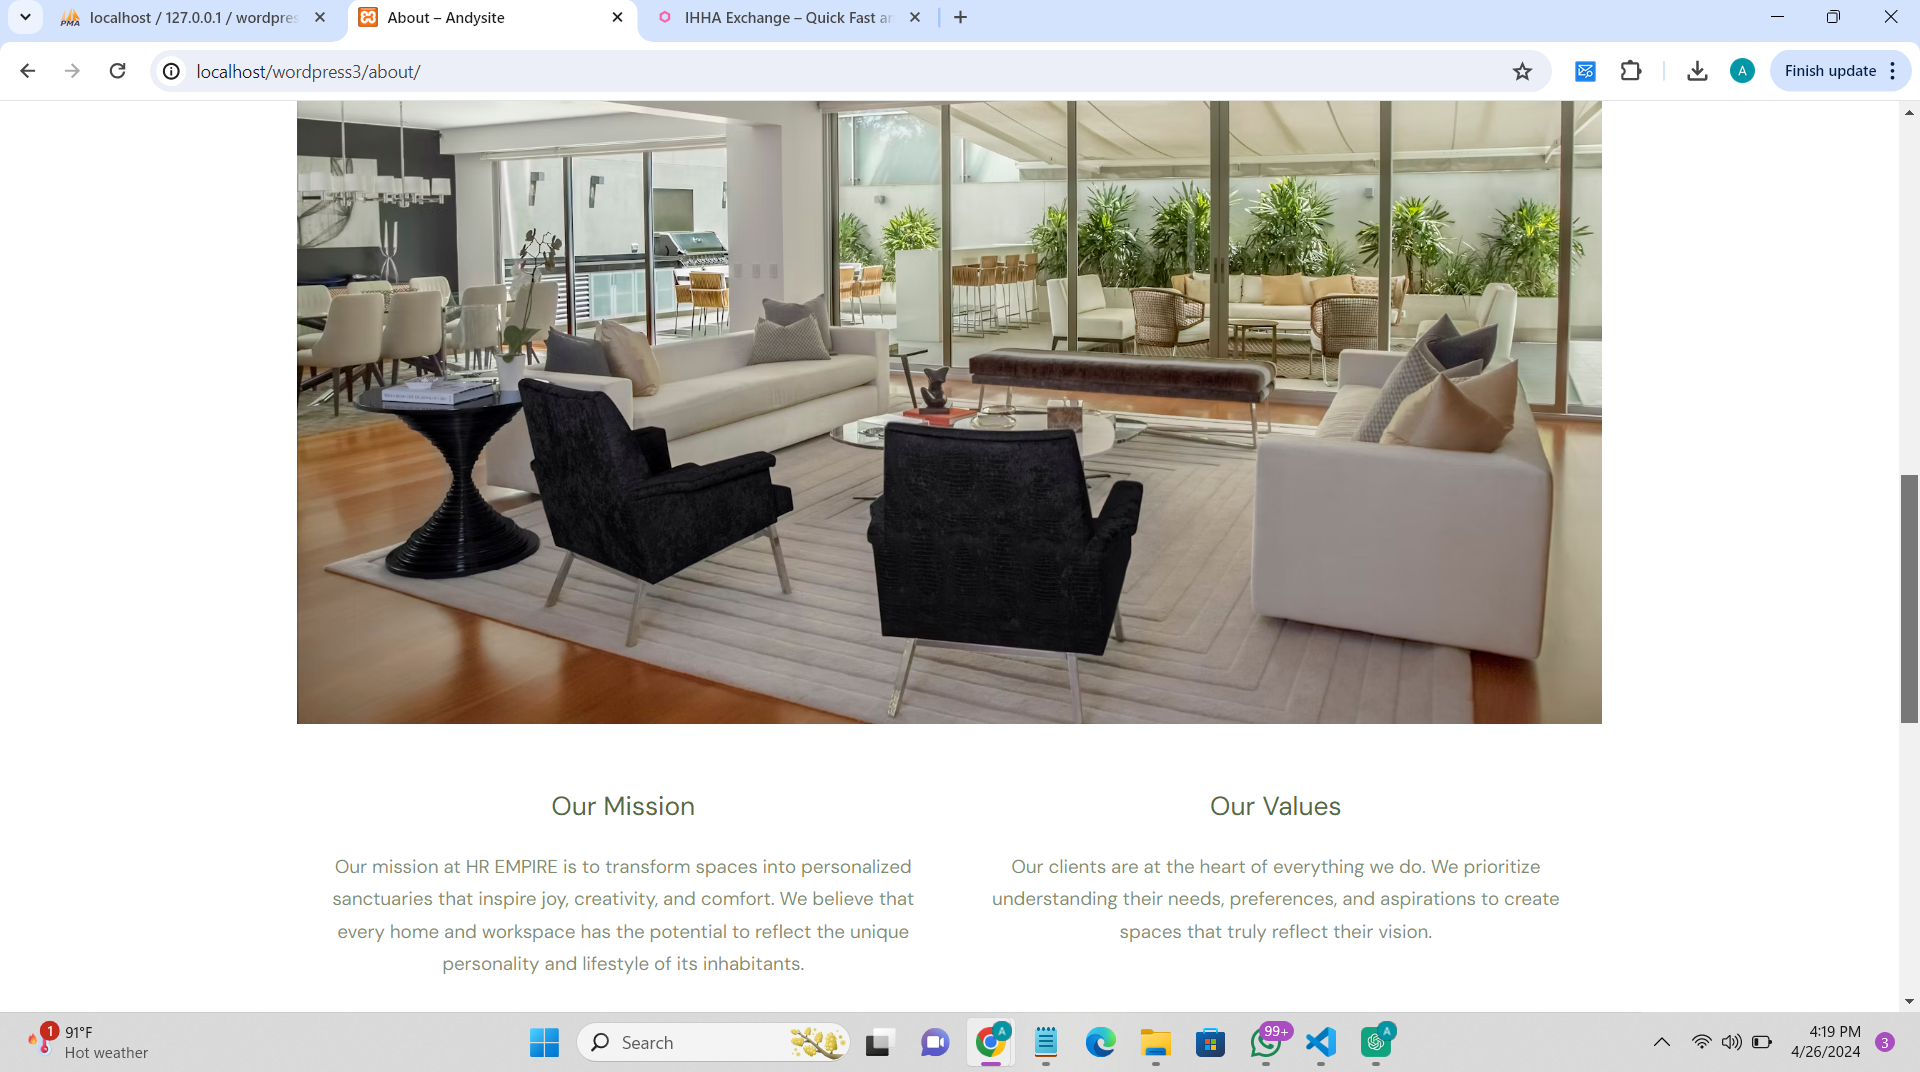 localhost / 127.0.0.1 / wordpres
About – Andysite
IHHA Exchange – Quick Fast ar
localhost/wordpress3/about/
A
Finish update
Our Mission
Our mission at HR EMPIRE is to transform spaces into personalized
sanctuaries that inspire joy, creativity, and comfort. We believe that
every home and workspace has the potential to reflect the unique
personality and lifestyle of its inhabitants.
Our Values
Our clients are at the heart of everything we do. We prioritize
understanding their needs, preferences, and aspirations to create
spaces that truly reflect their vision.
1
91°F
Hot weather
Search
A
99+
A
4:19 PM
4/26/2024
3